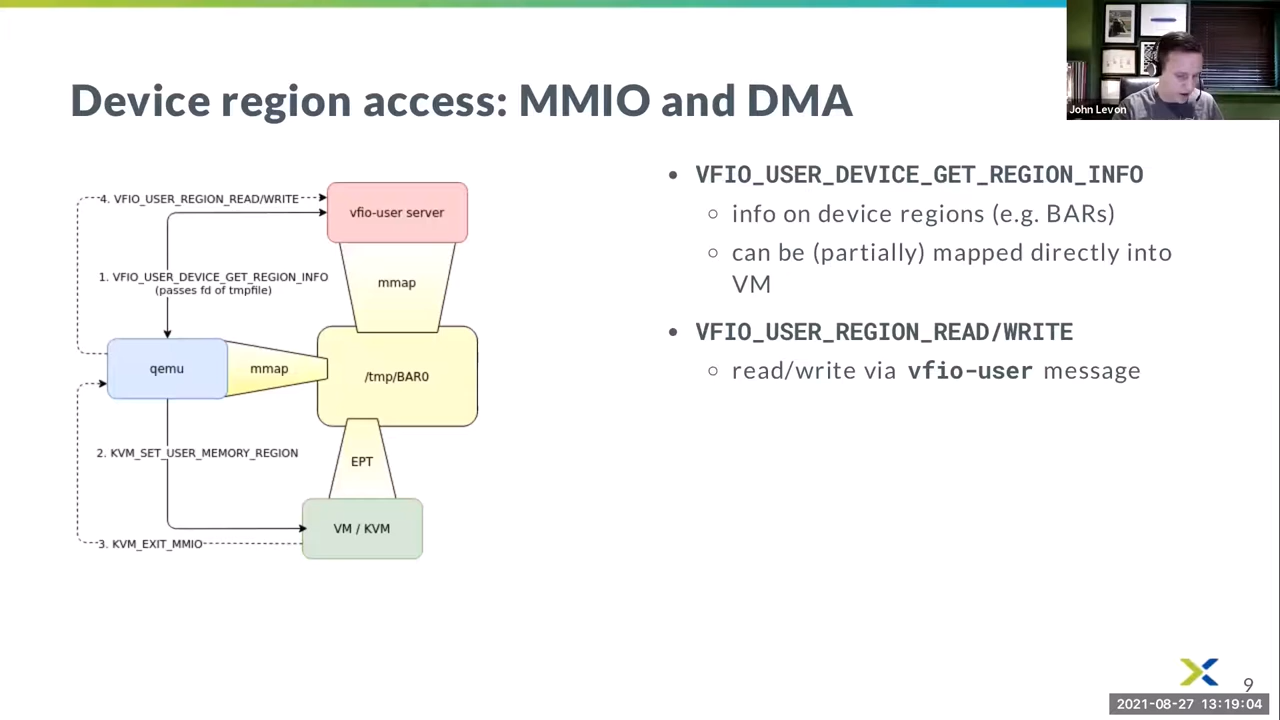 John Levon
Device region access: MMIO and DMA
4. VFIO_USER_REGION_READ/WRITE
vfio-user server
1. VFIO_USER_DEVICE_GET_REGION_INFO
(passes fd of tmpfile)
mmap
qemu
mmap
/tmp/BAR0
2. KVM_SET_USER_MEMORY_REGION
EPT
VM / KVM
3. KVM_EXIT_MMIO
• VFIO_USER_DEVICE_GET_REGION_INFO
◦ info on device regions (e.g. BARs)
◦ can be (partially) mapped directly into
VM
• VFIO_USER_REGION_READ/WRITE
◦ read/write via vfio-user message
9
2021-08-27 13:19:04